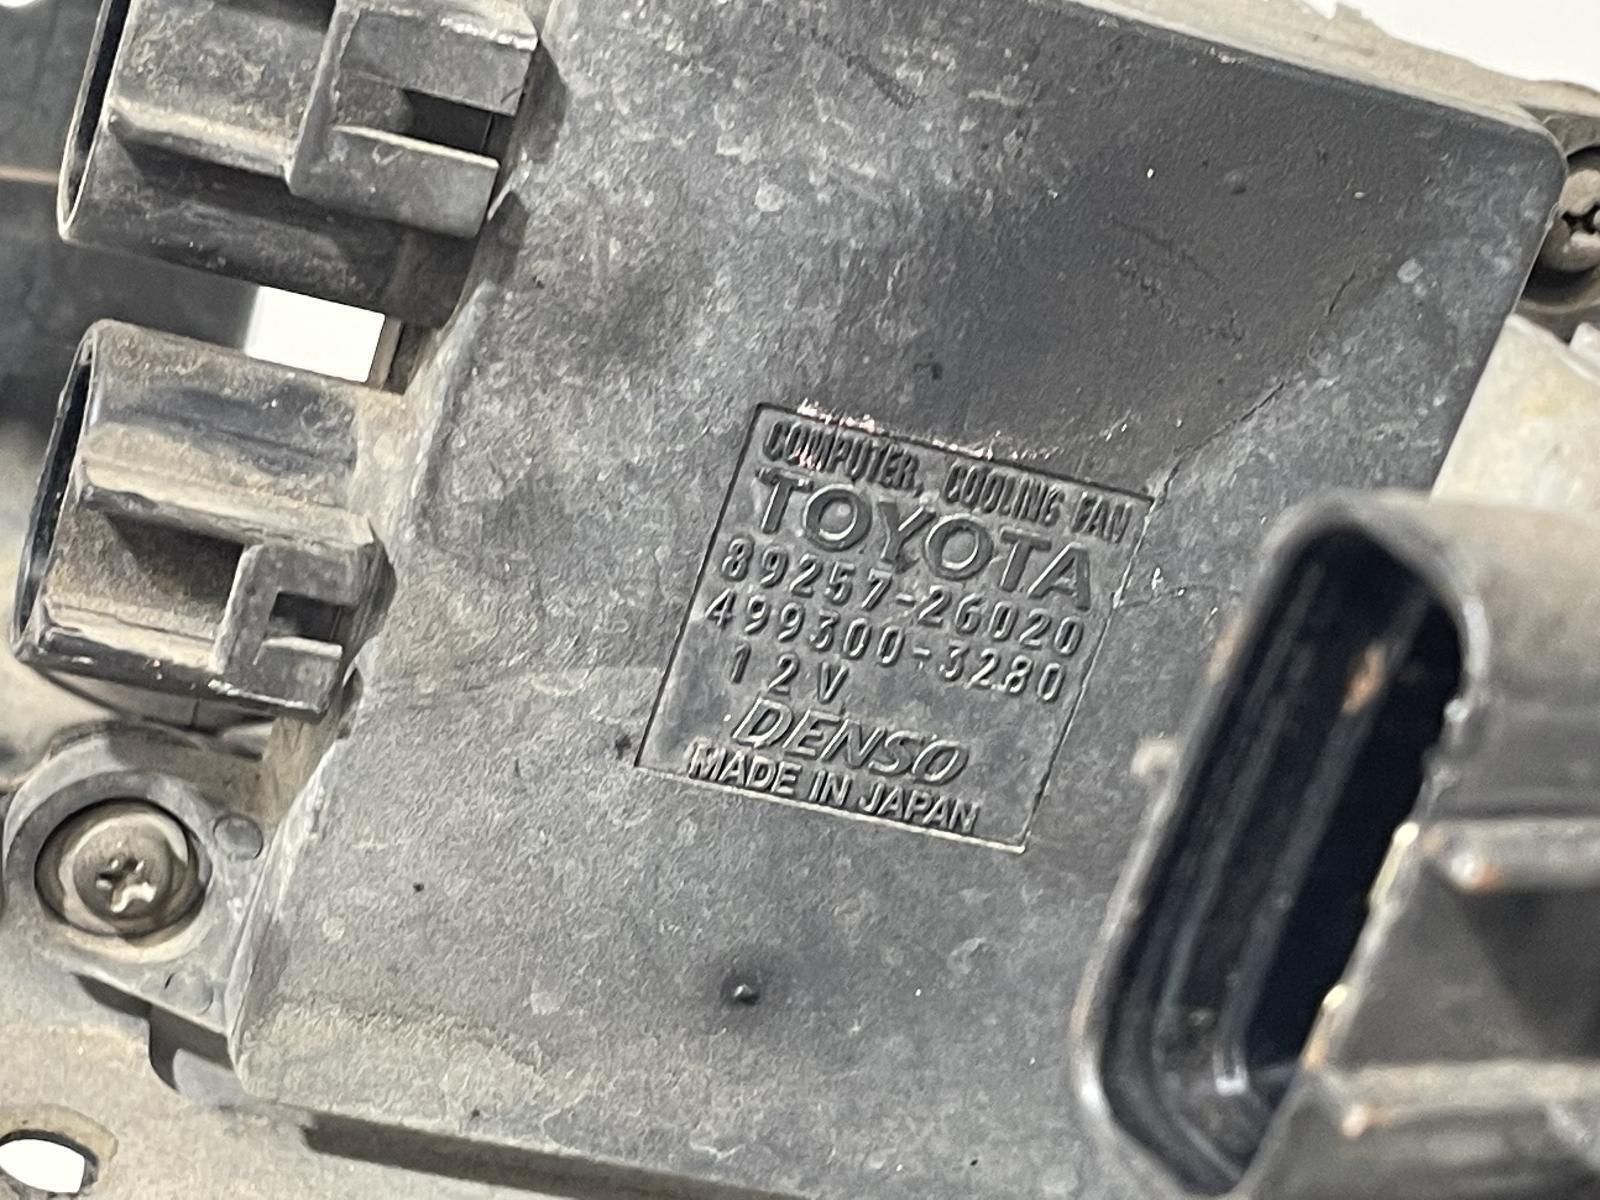 COMPUTER, COOLING FAN
TOYOTA
89257-26020
499300-3280
12V
DENSO
MADE IN JAPAN